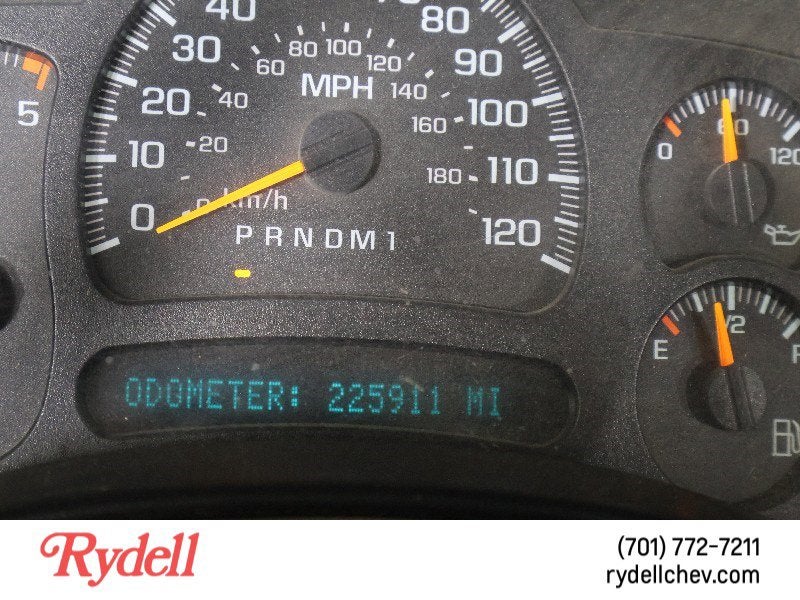 40 80
30 80 100 120 90
60 MPH 140
5 20 40 100 0 60 120
160
10 20
180 110
0 0 km/h
120
PRNDM1
1/2
E F
ODOMETER: 225911 MI
Rydell
(701) 772-7211
rydellchev.com